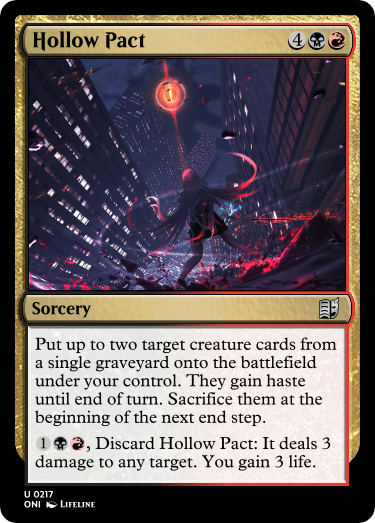 Hollow Pact 4
Sorcery
Put up to two target creature cards from
a single graveyard onto the battlefield
under your control. They gain haste
until end of turn. Sacrifice them at the
beginning of the next end step.
1, Discard Hollow Pact: It deals 3
damage to any target. You gain 3 life.
U 0217
ONI LIFELINE